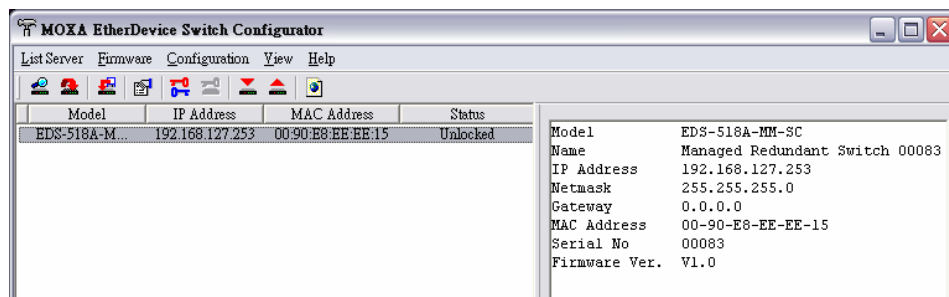 MOXA EtherDevice Switch Configurator
List Server Firmware Configuration View Help
Model IP Address MAC Address Status
EDS-518A-M... 192.168.127.253 00:90:E8:EE:EE:15 Unlocked
Model EDS-518A-MM-SC
Name Managed Redundant Switch 00083
IP Address 192.168.127.253
Netmask 255.255.255.0
Gateway 0.0.0.0
MAC Address 00-90-E8-EE-EE-15
Serial No 00083
Firmware Ver. V1.0